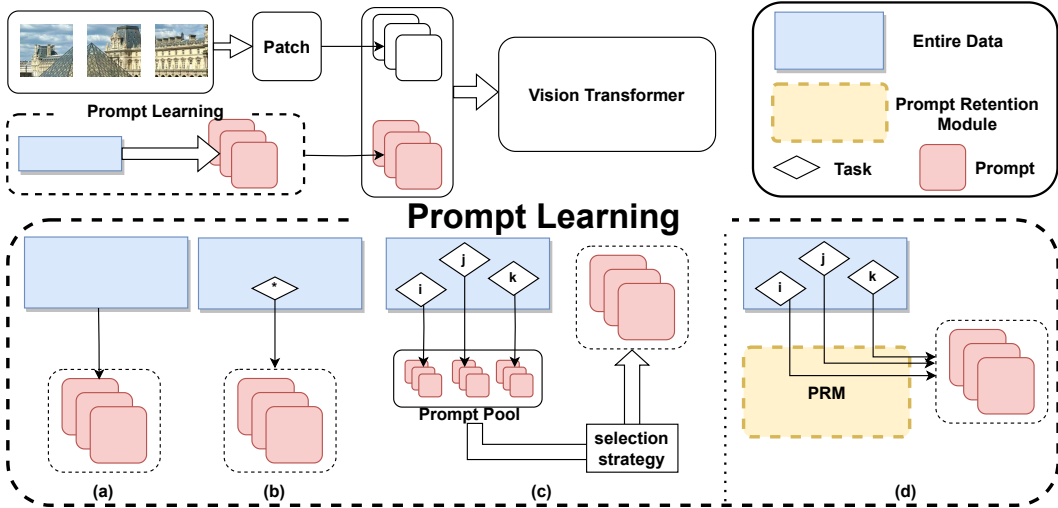 Patch
Vision Transformer
Prompt Learning
Entire Data
Prompt Retention
Module
Task
Prompt
Prompt Learning
*
i
j
k
Prompt Pool
selection
strategy
i
j
k
PRM
(a)
(b)
(c)
(d)